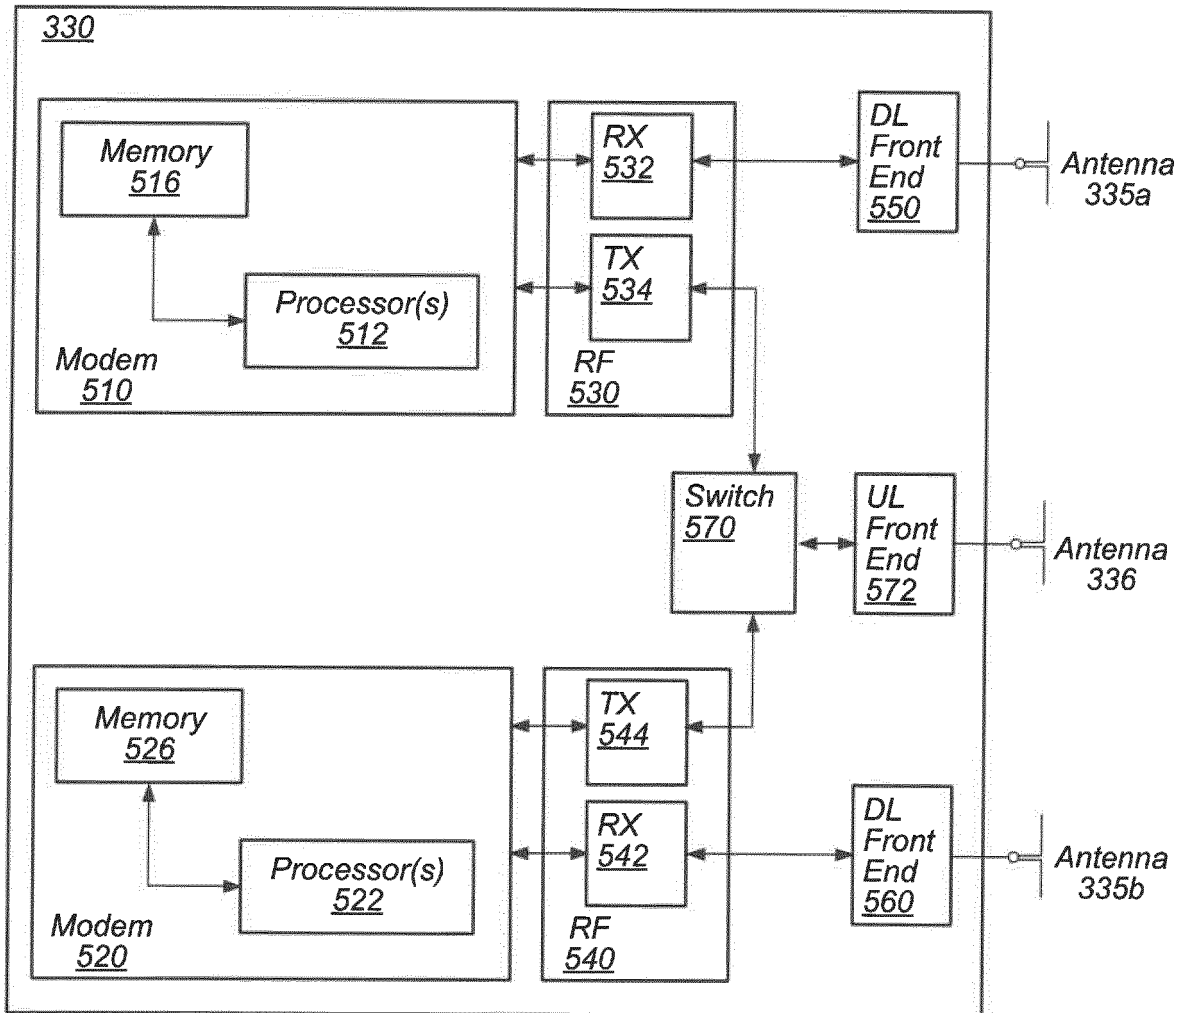 330
Memory
516
Processor(s)
512
Modem
510
RX
532
TX
534
RF
530
DL
Front
End
550
Antenna
335a
Switch
570
UL
Front
End
572
Antenna
336
Memory
526
Processor(s)
522
Modem
520
TX
544
RX
542
RF
540
DL
Front
End
560
Antenna
335b